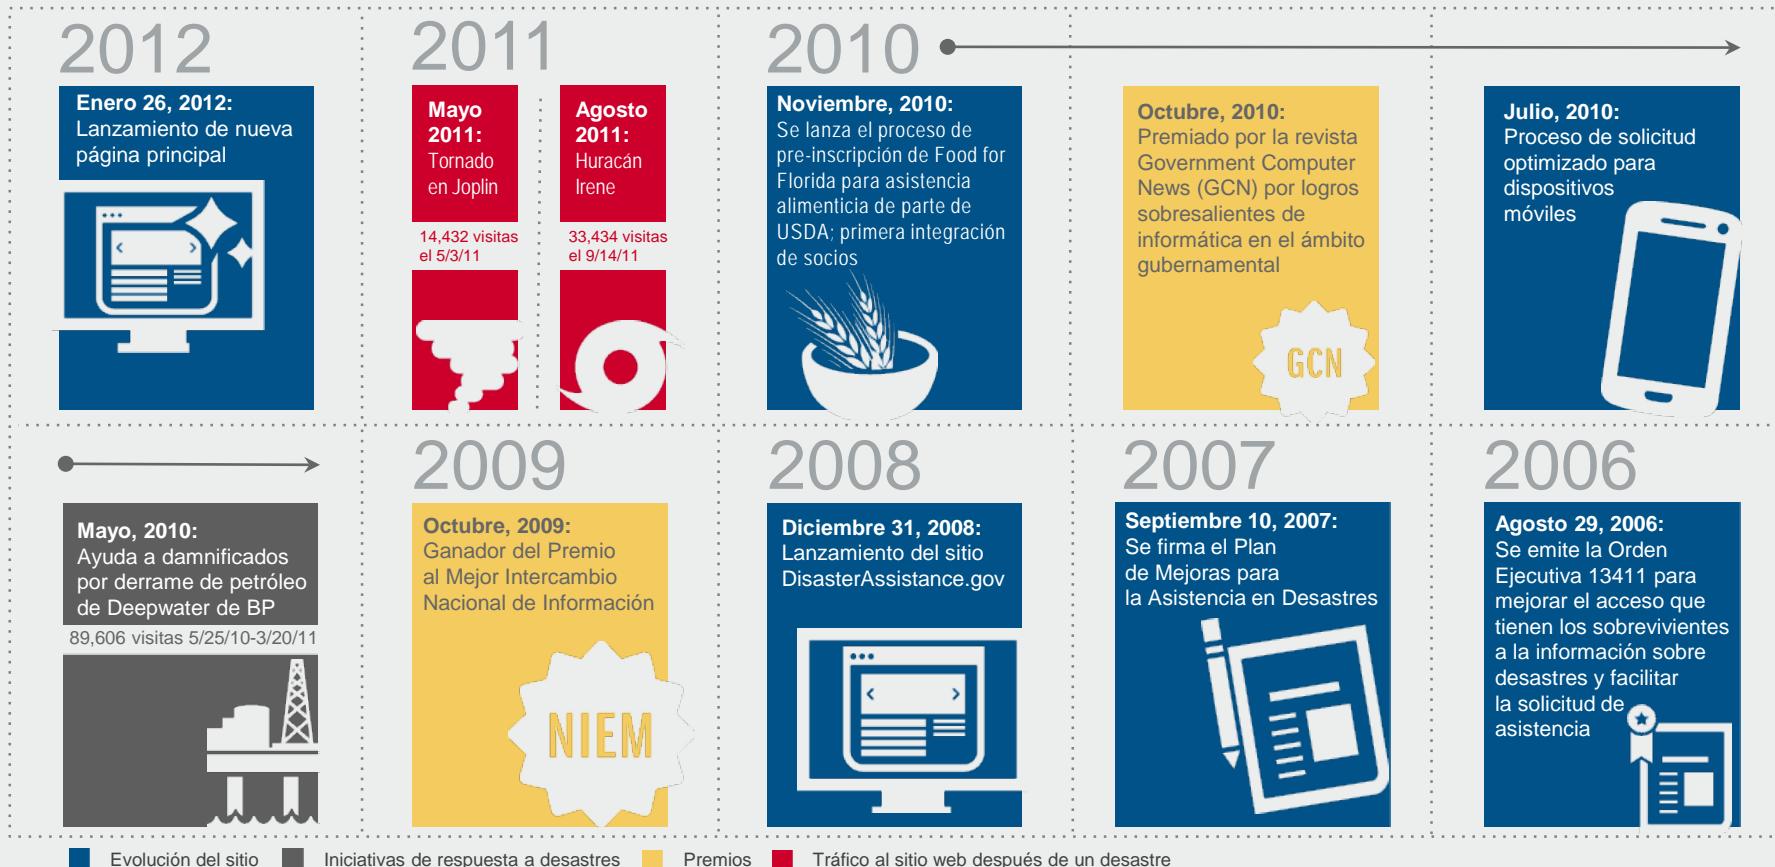 2012
Enero 26, 2012:
Lanzamiento de nueva
página principal
2011
Mayo
2011:
Tornado
en Joplin
14,432 visitas
el 5/3/11
Agosto
2011:
Huracán
Irene
33,434 visitas
el 9/14/11
2010
Noviembre, 2010:
Se lanza el proceso de
pre-inscripción de Food for
Florida para asistencia
alimenticia de parte de
USDA; primera integración
de socios
Octubre, 2010:
Premiado por la revista
Government Computer
News (GCN) por logros
sobresalientes de
informática en el ámbito
gubernamental
GCN
Julio, 2010:
Proceso de solicitud
optimizado para
dispositivos
móviles
Mayo, 2010:
Ayuda a damnificados
por derrame de petróleo
de Deepwater de BP
89,606 visitas 5/25/10-3/20/11
2009
Octubre, 2009:
Ganador del Premio
al Mejor Intercambio
Nacional de Información
NIEM
2008
Diciembre 31, 2008:
Lanzamiento del sitio
DisasterAssistance.gov
2007
Septiembre 10, 2007:
Se firma el Plan
de Mejoras para
la Asistencia en Desastres
2006
Agosto 29, 2006:
Se emite la Orden
Ejecutiva 13411 para
mejorar el acceso que
tienen los sobrevivientes
a la información sobre
desastres y facilitar
la solicitud de
asistencia
Evolución del sitio
Iniciativas de respuesta a desastres
Premios
Tráfico al sitio web después de un desastre